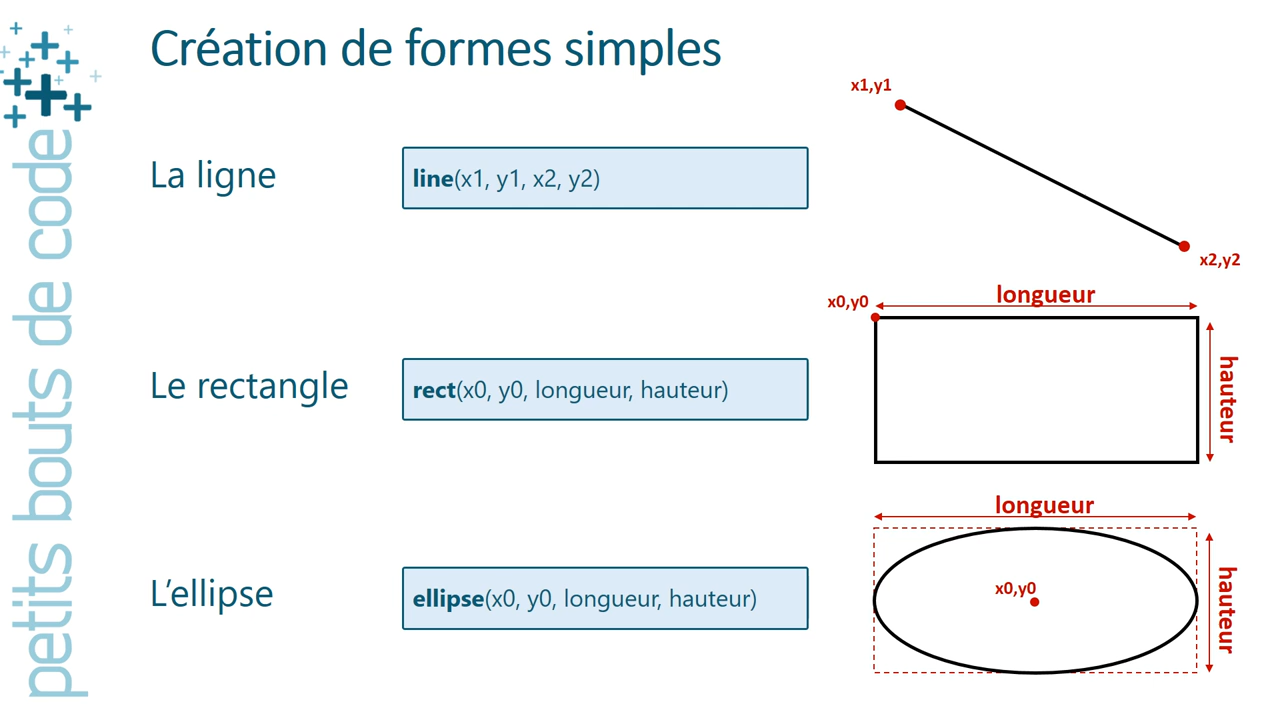 petits bouts de code
Création de formes simples
La ligne
line(x1, y1, x2, y2)
x1,y1
x2,y2
Le rectangle
rect(x0, y0, longueur, hauteur)
x0,y0
longueur
hauteur
L'ellipse
ellipse(x0, y0, longueur, hauteur)
longueur
x0,y0
hauteur